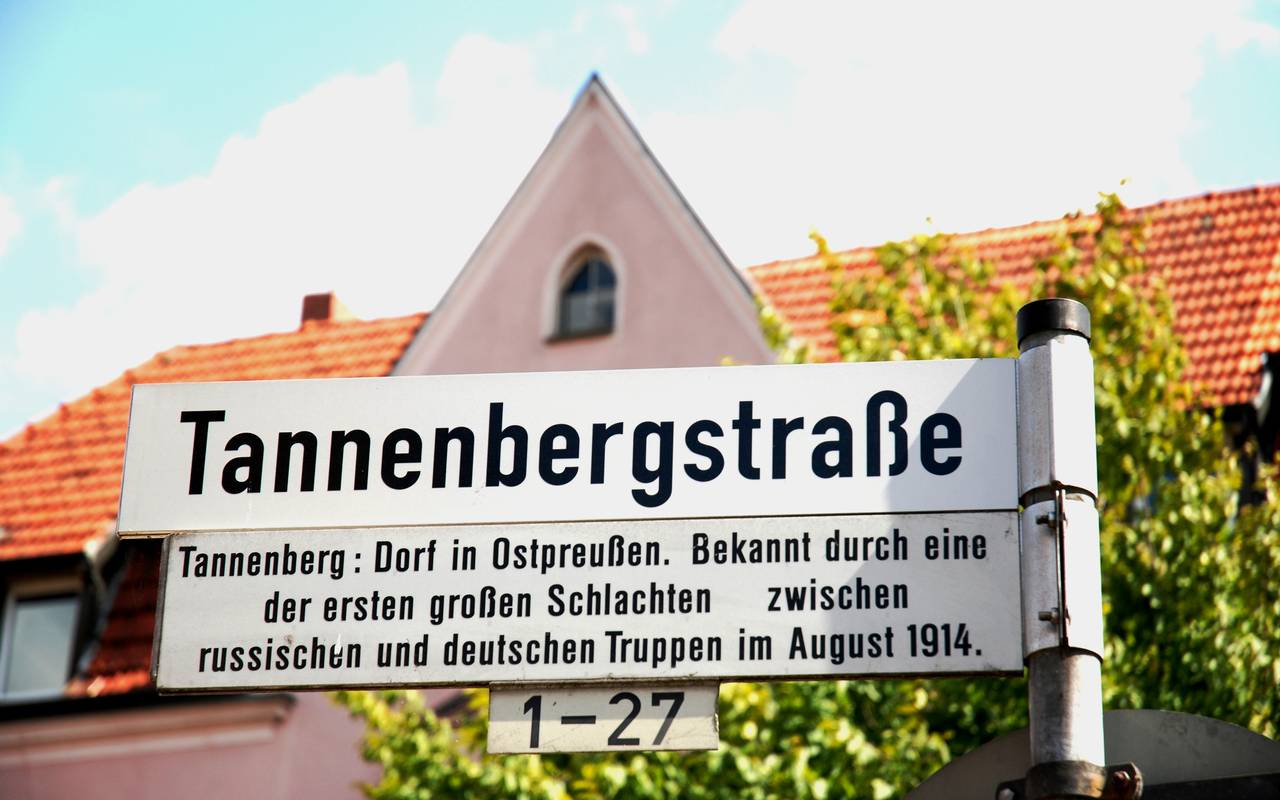 Tannenbergstraße
Tannenberg: Dorf in Ostpreußen. Bekannt durch eine
der ersten großen Schlachten zwischen
russischen und deutschen Truppen im August 1914.
1–27